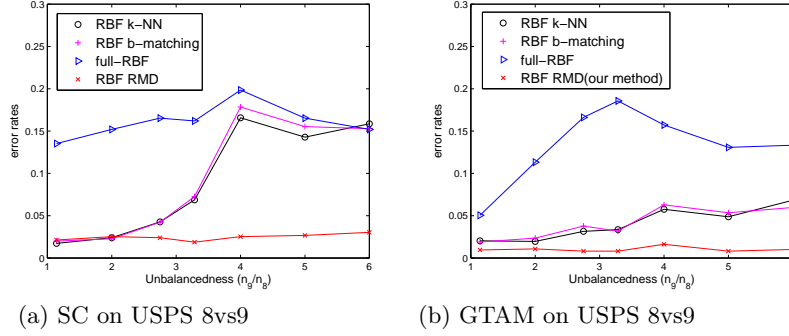 0.3
0.25
0.2
0.15
0.1
0.05
0
error rates
RBF k−NN
RBF b−matching
full−RBF
RBF RMD
1 2 3 4 5 6
Unbalancedness (n9/n8)
(a) SC on USPS 8vs9
0.3
0.25
0.2
0.15
0.1
0.05
0
error rates
RBF k−NN
RBF b−matching
full−RBF
RBF RMD(our method)
1 2 3 4 5
Unbalancedness (n9/n8)
(b) GTAM on USPS 8vs9